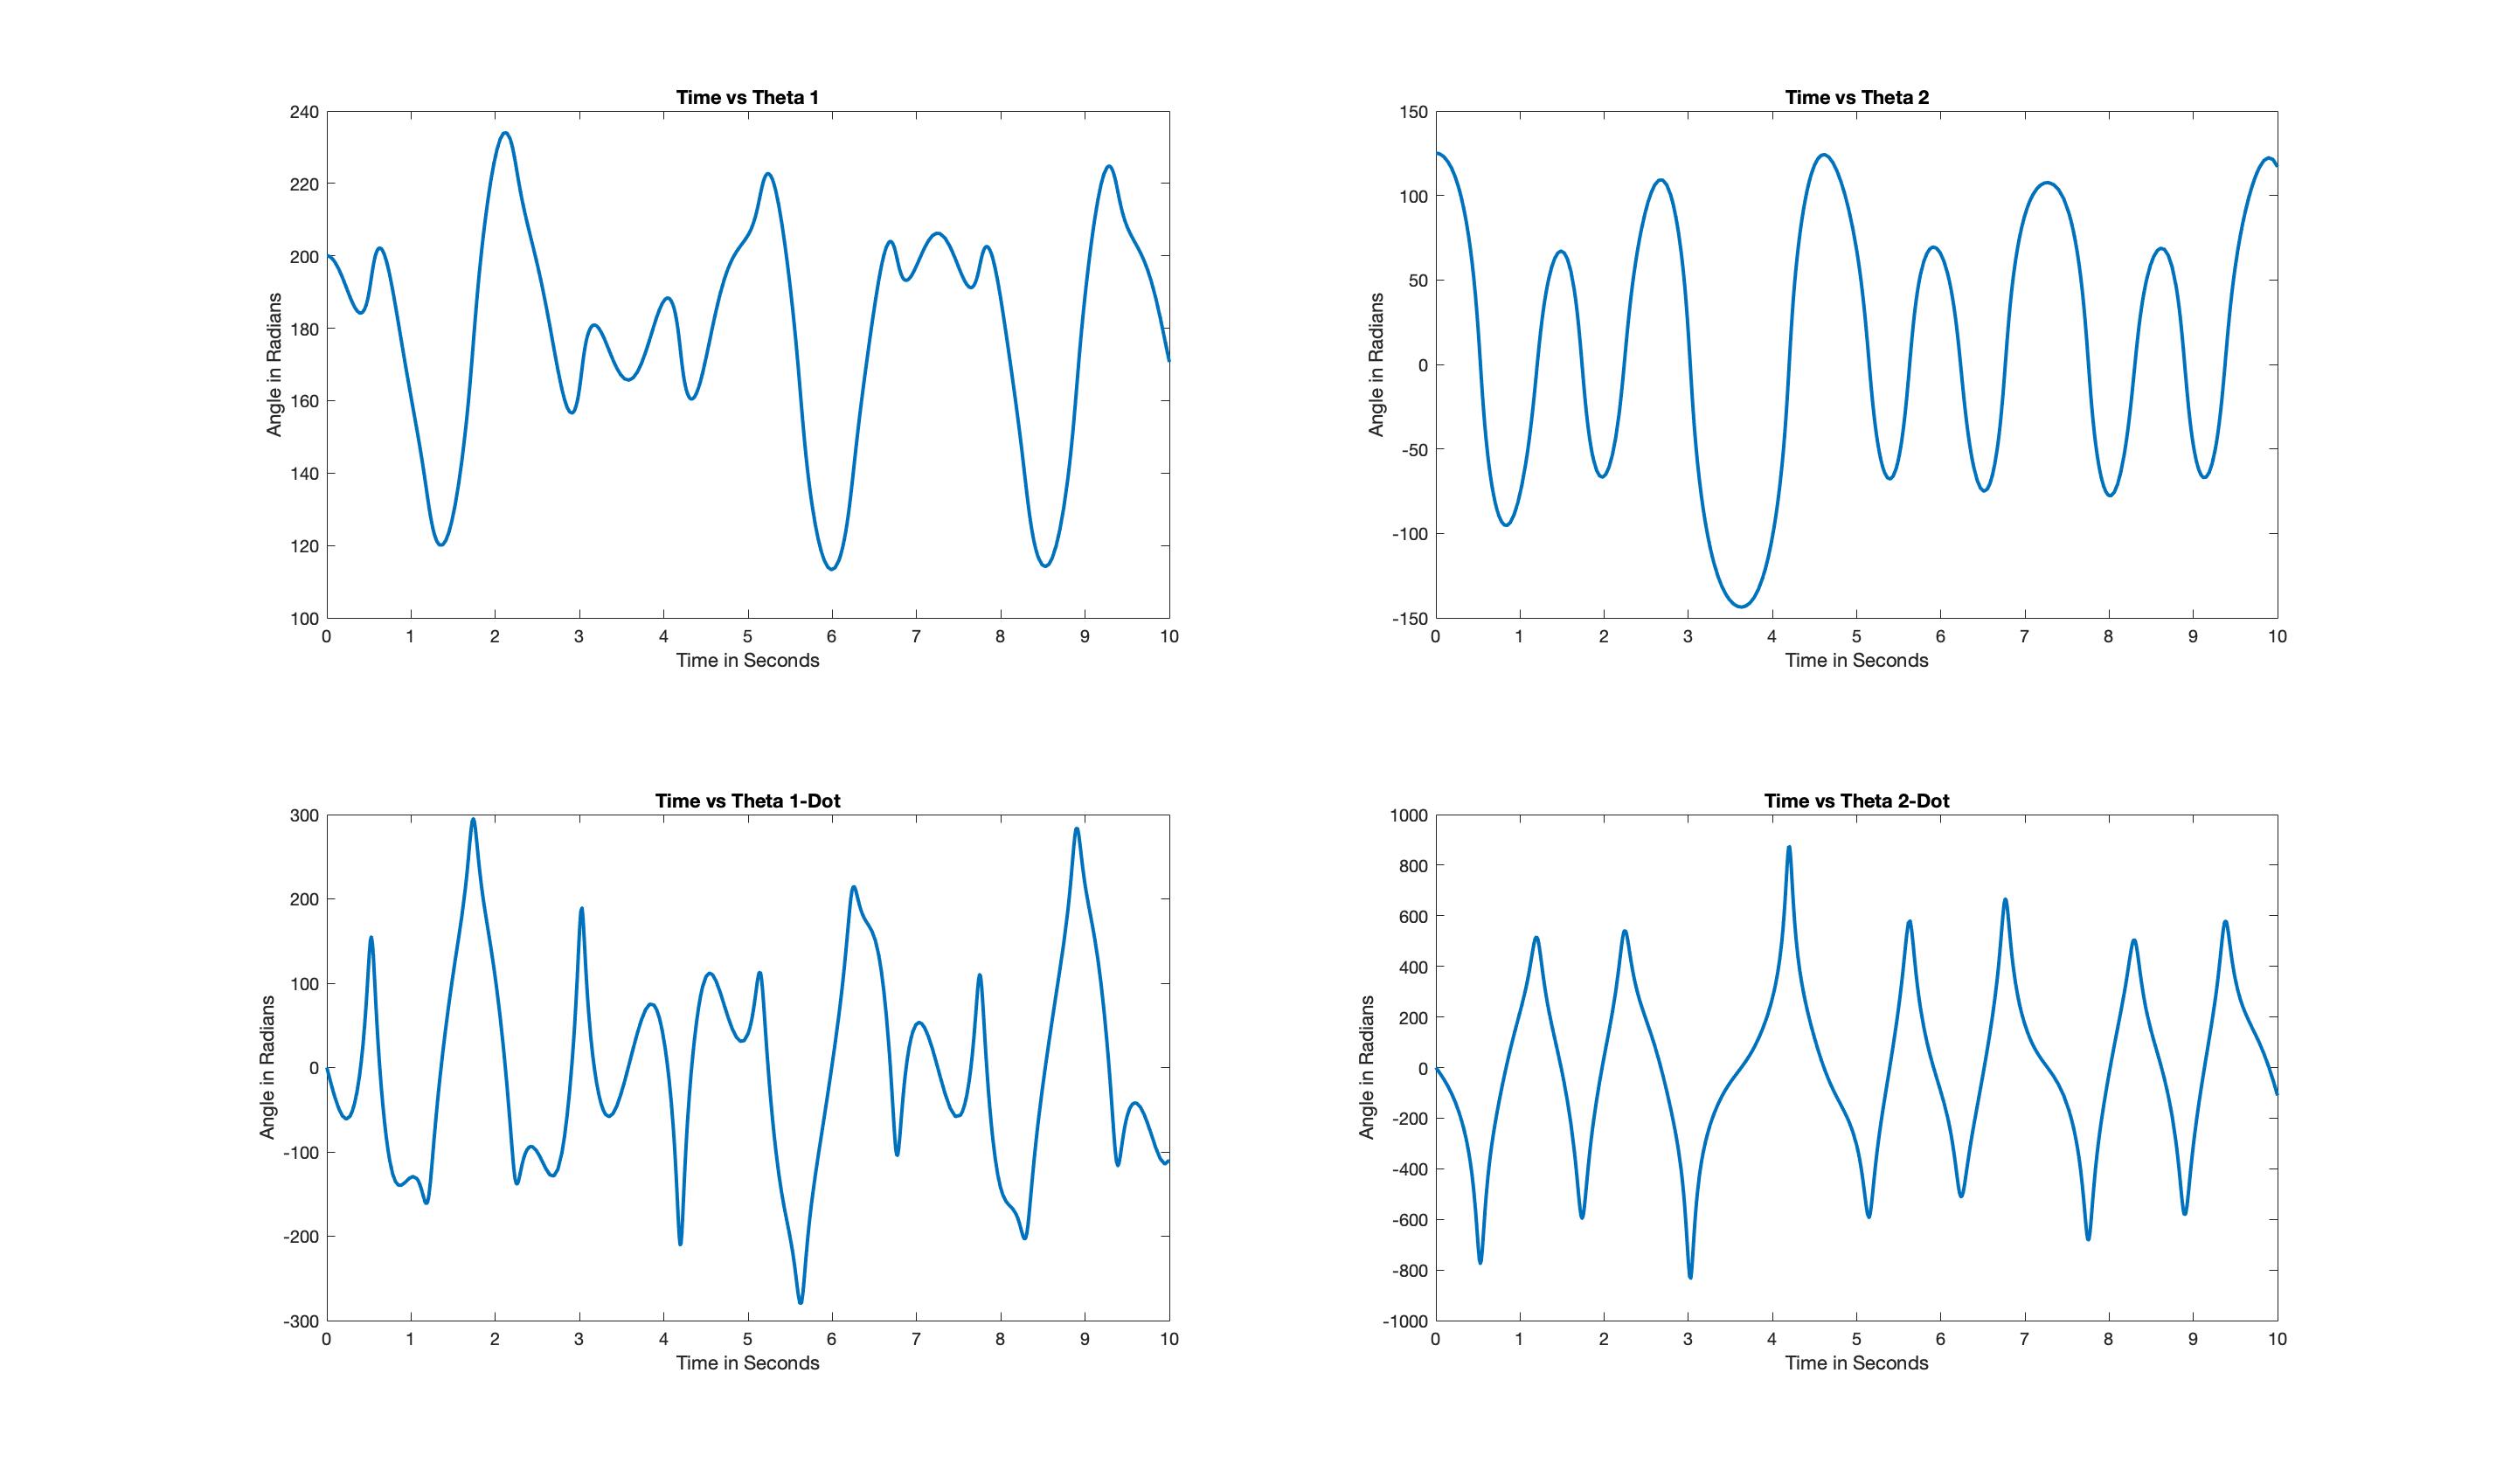 Time vs Theta 1
240
220
200
180
160
140
120
100
Angle in Radians
0 1 2 3 4 5 6 7 8 9 10
Time in Seconds
Time vs Theta 2
150
100
50
0
-50
-100
-150
Angle in Radians
0 1 2 3 4 5 6 7 8 9 10
Time in Seconds
Time vs Theta 1-Dot
300
200
100
0
-100
-200
-300
Angle in Radians
0 1 2 3 4 5 6 7 8 9 10
Time in Seconds
Time vs Theta 2-Dot
1000
800
600
400
200
0
-200
-400
-600
-800
-1000
Angle in Radians
0 1 2 3 4 5 6 7 8 9 10
Time in Seconds